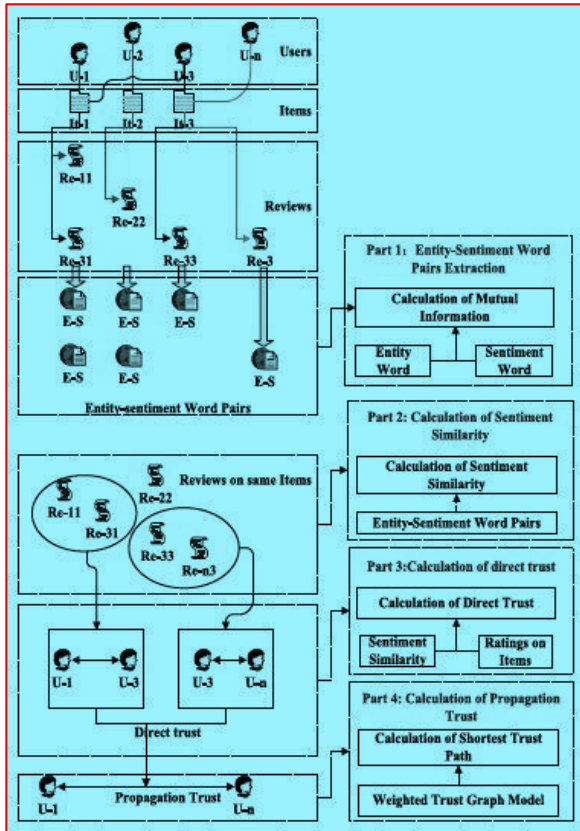 U-1
U-2
U-3
U-n
Users
It-1
It-2
It-3
Items
Re-11
Re-22
Reviews
Re-31
Re-33
Re-3
E-S
E-S
E-S
E-S
E-S
E-S
Entity-sentiment Word Pairs
Part 1: Entity-Sentiment Word
Pairs Extraction
Calculation of Mutual
Information
Entity
Word
Sentiment
Word
Reviews on same Items
Re-11
Re-22
Re-31
Re-33
Re-n3
Part 2: Calculation of Sentiment
Similarity
Calculation of Sentiment
Similarity
Entity-Sentiment Word Pairs
U-1
U-3
U-3
U-n
Direct trust
Part 3:Calculation of direct trust
Calculation of Direct Trust
Sentiment
Similarity
Ratings on
Items
U-1
Propagation Trust
U-n
Part 4: Calculation of Propagation
Trust
Calculation of Shortest Trust
Path
Weighted Trust Graph Model